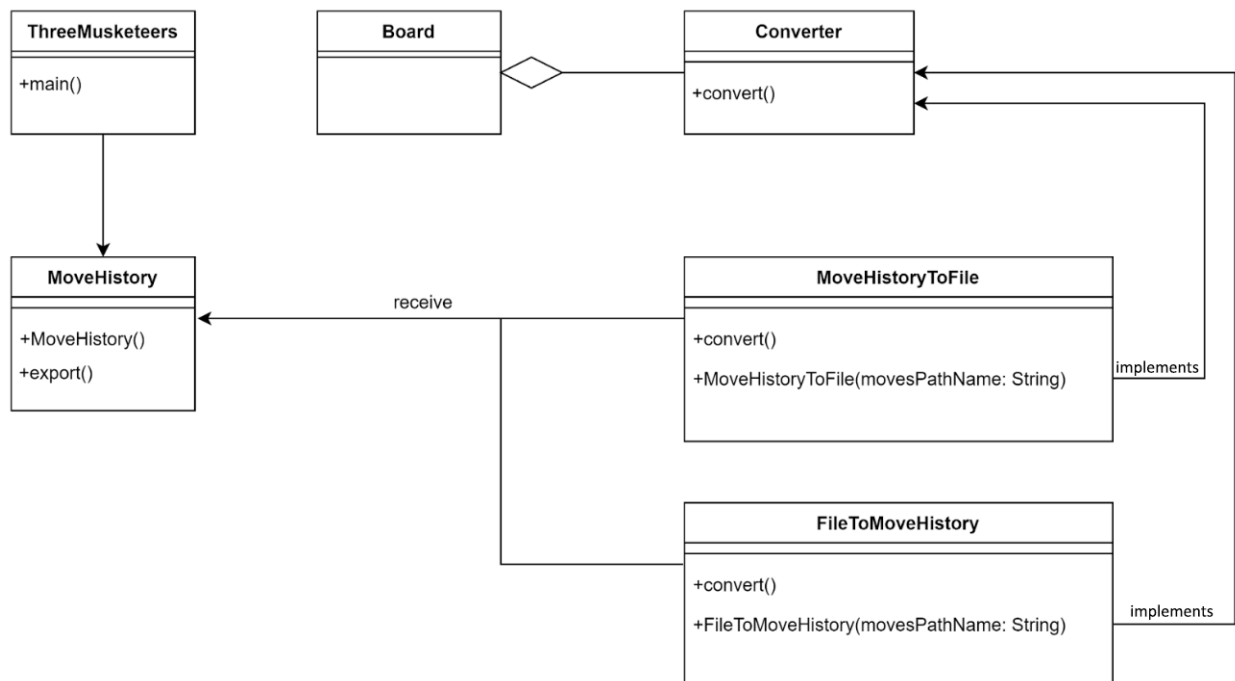 ThreeMusketeers
+main()
Board
Converter
+convert()
MoveHistory
+MoveHistory()
+export()
receive
MoveHistoryToFile
+convert()
+MoveHistoryToFile(movesPathName: String)
implements
FileToMoveHistory
+convert()
+FileToMoveHistory(movesPathName: String)
implements